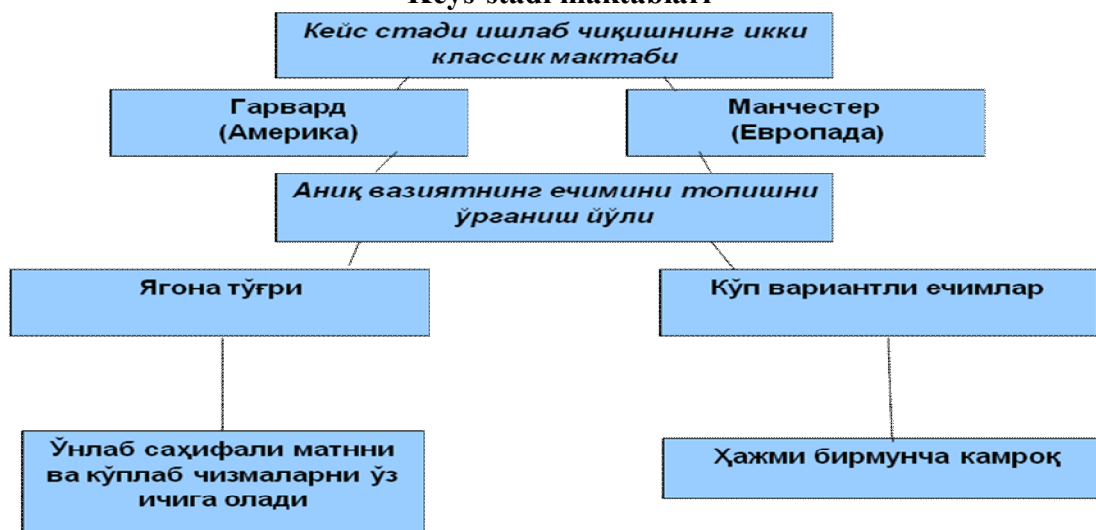 Keys-stadi maktablari
Кейс стади ишлаб чиқишнинг икки
классик мактаби
Гарвард
(Америка)
Манчестер
(Европада)
Аниқ вазиятнинг ечимини топишни
ўрганиш йўли
Ягона тўғри
Кўп вариантли ечимлар
Ўнлаб саҳифали матнни
ва кўплаб чизмаларни ўз
ичига олади
Ҳажми бирмунча камроқ